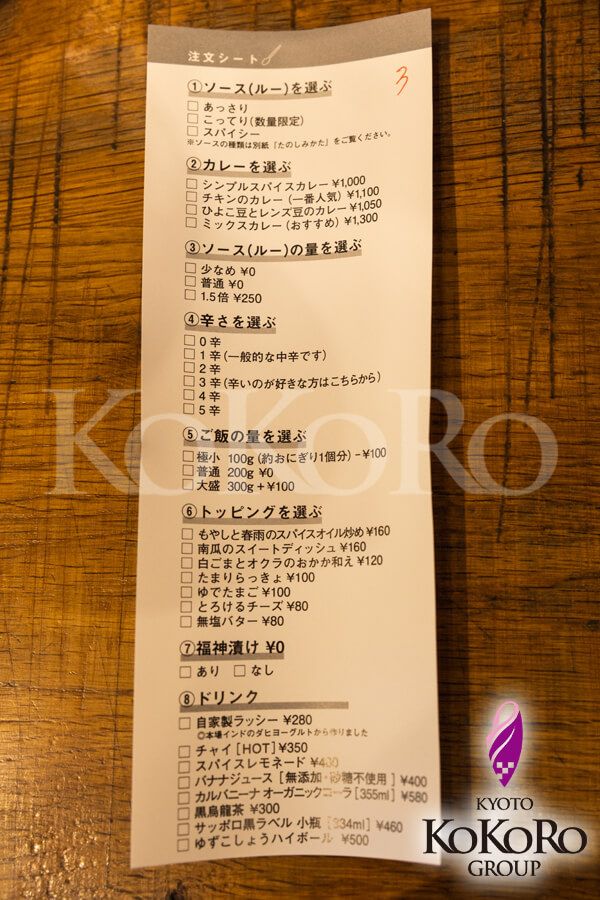 注文シート
3
①ソース(ルー)を選ぶ
□ あっさり
□ こってり(数量限定)
□ スパイシー
※ソースの種類は別紙『たのしみかた』をご覧ください。
②カレーを選ぶ
□ シンプルスパイスカレー ¥1,000
□ チキンのカレー (一番人気) ¥1,100
□ ひよこ豆とレンズ豆のカレー ¥1,050
□ ミックスカレー (おすすめ) ¥1,300
③ソース(ルー)の量を選ぶ
□ 少なめ ¥0
□ 普通 ¥0
□ 1.5倍 ¥250
④辛さを選ぶ
□ 0辛
□ 1辛 (一般的な中辛です)
□ 2辛
□ 3辛 (辛いのが好きな方はこちらから)
□ 4辛
□ 5辛
⑤ご飯の量を選ぶ
□ 極小 100g (約おにぎり1個分) -¥100
□ 普通 200g ¥0
□ 大盛 300g +¥100
⑥トッピングを選ぶ
□ もやしと春雨のスパイスオイル炒め ¥160
□ 南瓜のスイートディッシュ ¥160
□ 白ごまとオクラのおかか和え ¥120
□ たまりらっきょ ¥100
□ ゆでたまご ¥100
□ とろけるチーズ ¥80
□ 無塩バター ¥80
⑦福神漬け ¥0
□ あり □ なし
⑧ドリンク
□ 自家製ラッシー ¥280
◎本場インドのダヒヨーグルトから作りました
□ チャイ [HOT] ¥350
□ スパイスレモネード ¥400
□ バナナジュース [無添加・砂糖不使用] ¥400
□ カルバニーナ オーガニックコーラ [355ml] ¥580
□ 黒烏龍茶 ¥300
□ サッポロ黒ラベル 小瓶 [334ml] ¥460
□ ゆずこしょうハイボール ¥500
KoKoRo
KYOTO
KoKoRo
GROUP